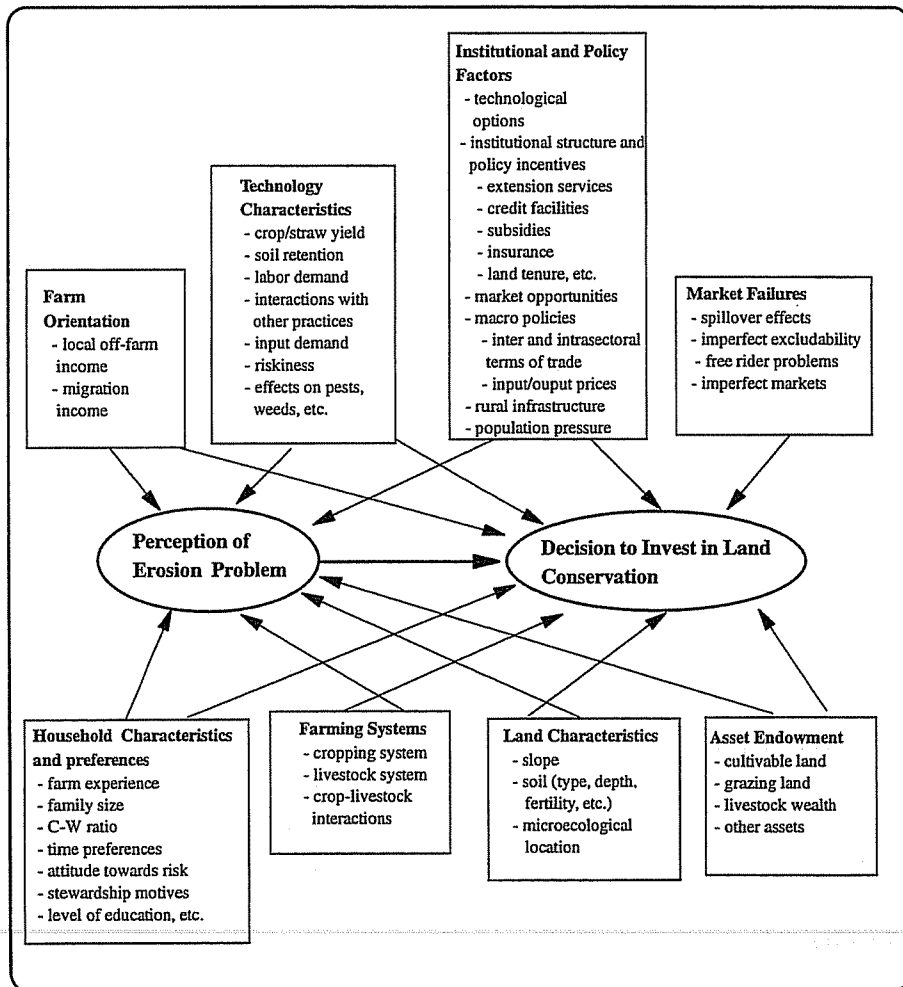 Institutional and Policy
Factors
- technological
options
- institutional structure and
policy incentives
- extension services
- credit facilities
- subsidies
- insurance
- land tenure, etc.
- market opportunities
- macro policies
- inter and intrasectoral
terms of trade
- input/ouput prices
- rural infrastructure
- population pressure
Technology
Characteristics
- crop/straw yield
- soil retention
- labor demand
- interactions with
other practices
- input demand
- riskiness
- effects on pests,
weeds, etc.
Farm
Orientation
- local off-farm
income
- migration
income
Market Failures
- spillover effects
- imperfect excludability
- free rider problems
- imperfect markets
Perception of
Erosion Problem
Decision to Invest in Land
Conservation
Household Characteristics
and preferences
- farm experience
- family size
- C-W ratio
- time preferences
- attitude towards risk
- stewardship motives
- level of education, etc.
Farming Systems
- cropping system
- livestock system
- crop-livestock
interactions
Land Characteristics
- slope
- soil (type, depth,
fertility, etc.)
- microecological
location
Asset Endowment
- cultivable land
- grazing land
- livestock wealth
- other assets